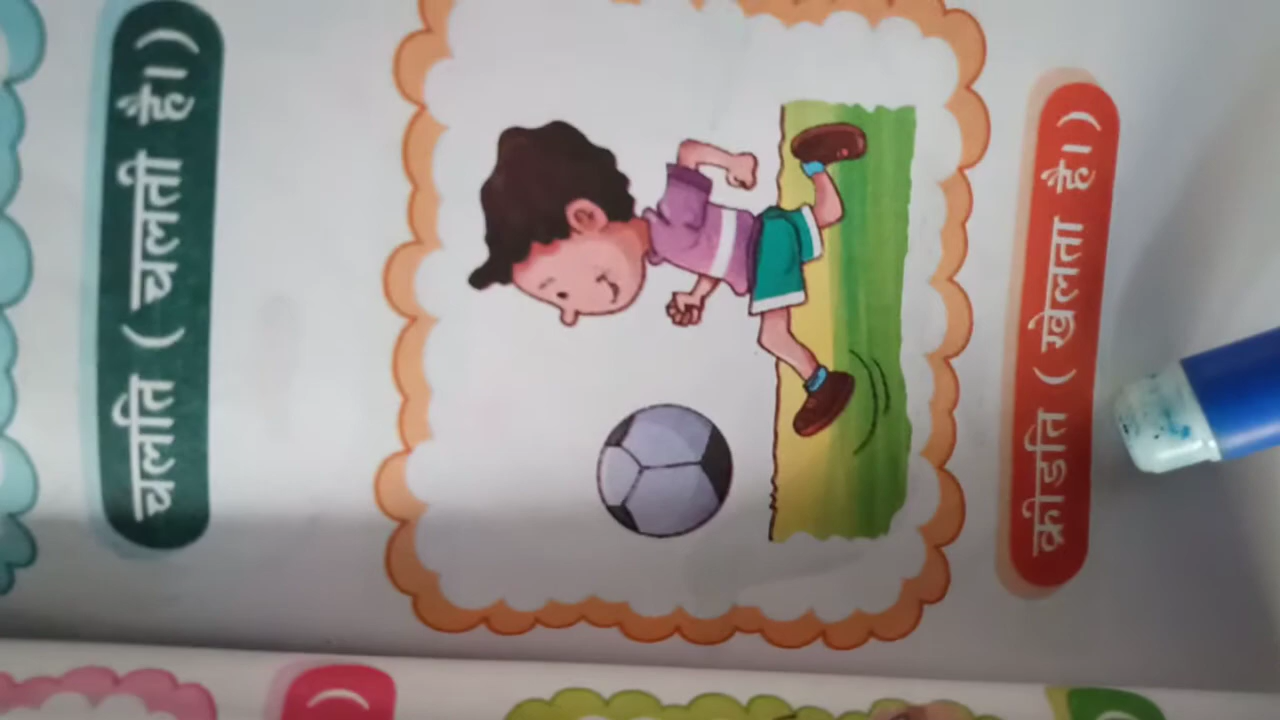 चलति ( चलती है। )
क्रीडति ( खेलता है। )